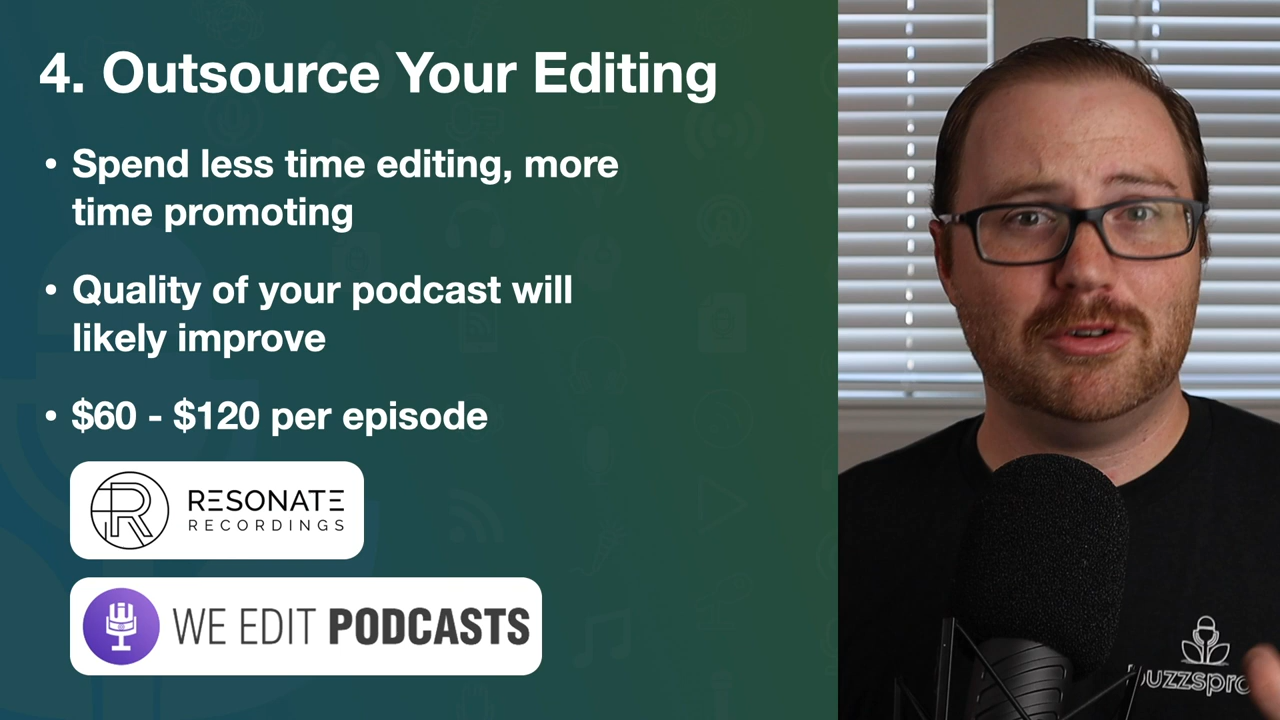 4. Outsource Your Editing
• Spend less time editing, more
time promoting
• Quality of your podcast will
likely improve
• $60 - $120 per episode
RESONATE
RECORDINGS
WE EDIT PODCASTS